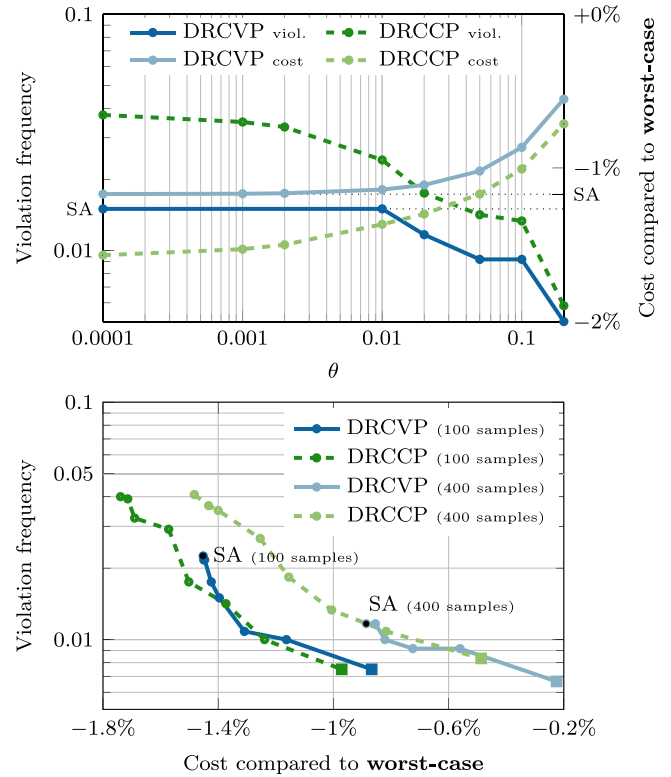 0.1
+0%
DRCVP viol.
DRCCP viol.
DRCVP cost
DRCCP cost
Violation frequency
Cost compared to worst-case
−1%
SA
SA
0.01
−2%
0.0001
0.001
0.01
0.1
θ
0.1
DRCVP (100 samples)
DRCCP (100 samples)
DRCVP (400 samples)
DRCCP (400 samples)
0.05
Violation frequency
SA (100 samples)
SA (400 samples)
0.01
−1.8%
−1.4%
−1%
−0.6%
−0.2%
Cost compared to worst-case